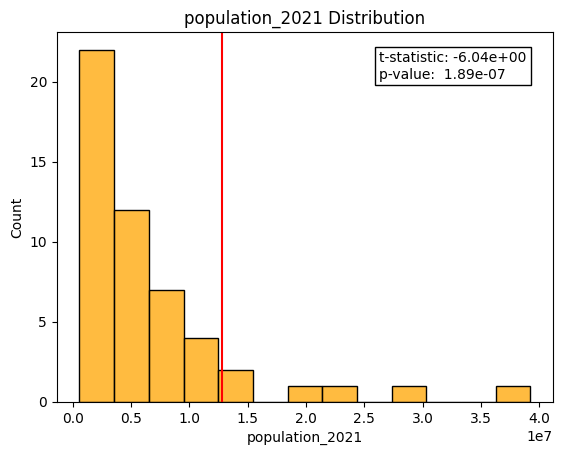 population_2021 Distribution
t-statistic: -6.04e+00
p-value:  1.89e-07
Count
20
15
10
5
0
0.0 0.5 1.0 1.5 2.0 2.5 3.0 3.5 4.0
1e7
population_2021